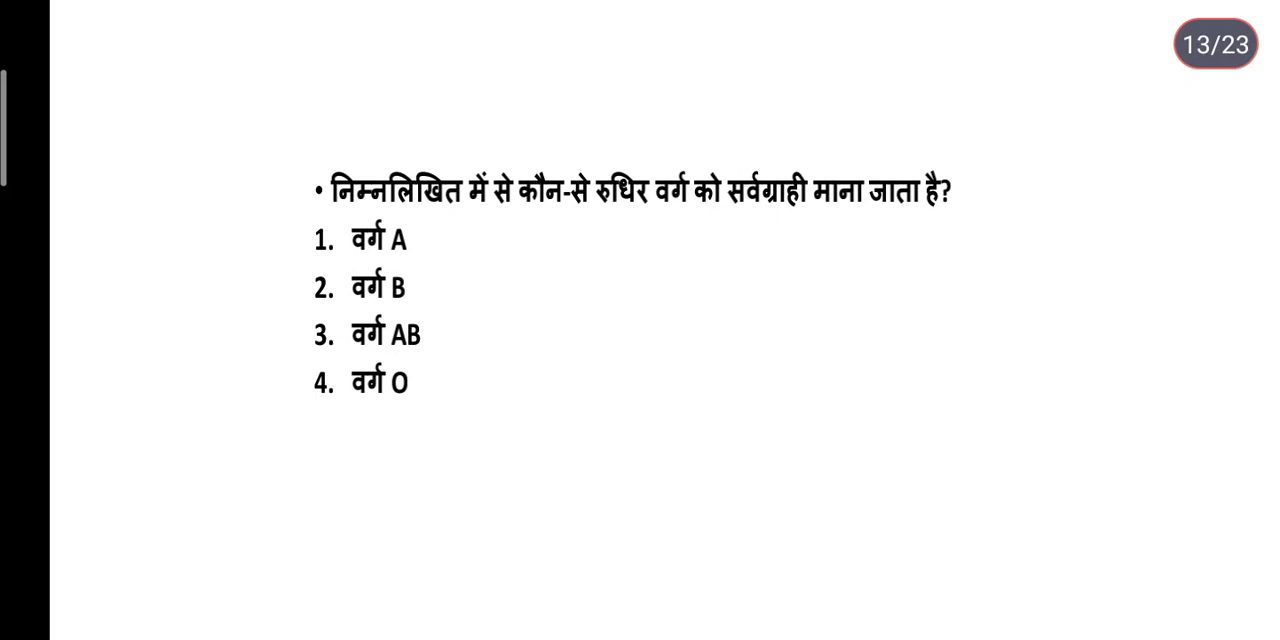 13/23
• निम्नलिखित में से कौन-से रुधिर वर्ग को सर्वग्राही माना जाता है?
1. वर्ग A
2. वर्ग B
3. वर्ग AB
4. वर्ग O